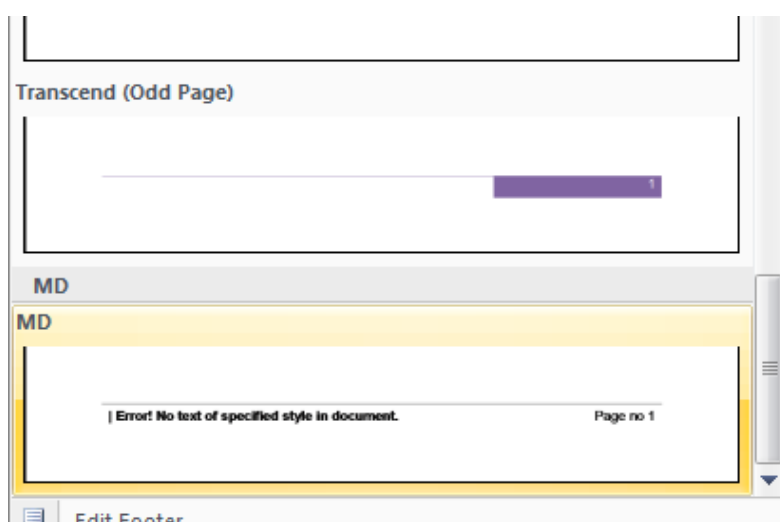 Transcend (Odd Page)
1
MD
MD
| Error! No text of specified style in document. Page no 1
Edit Footer